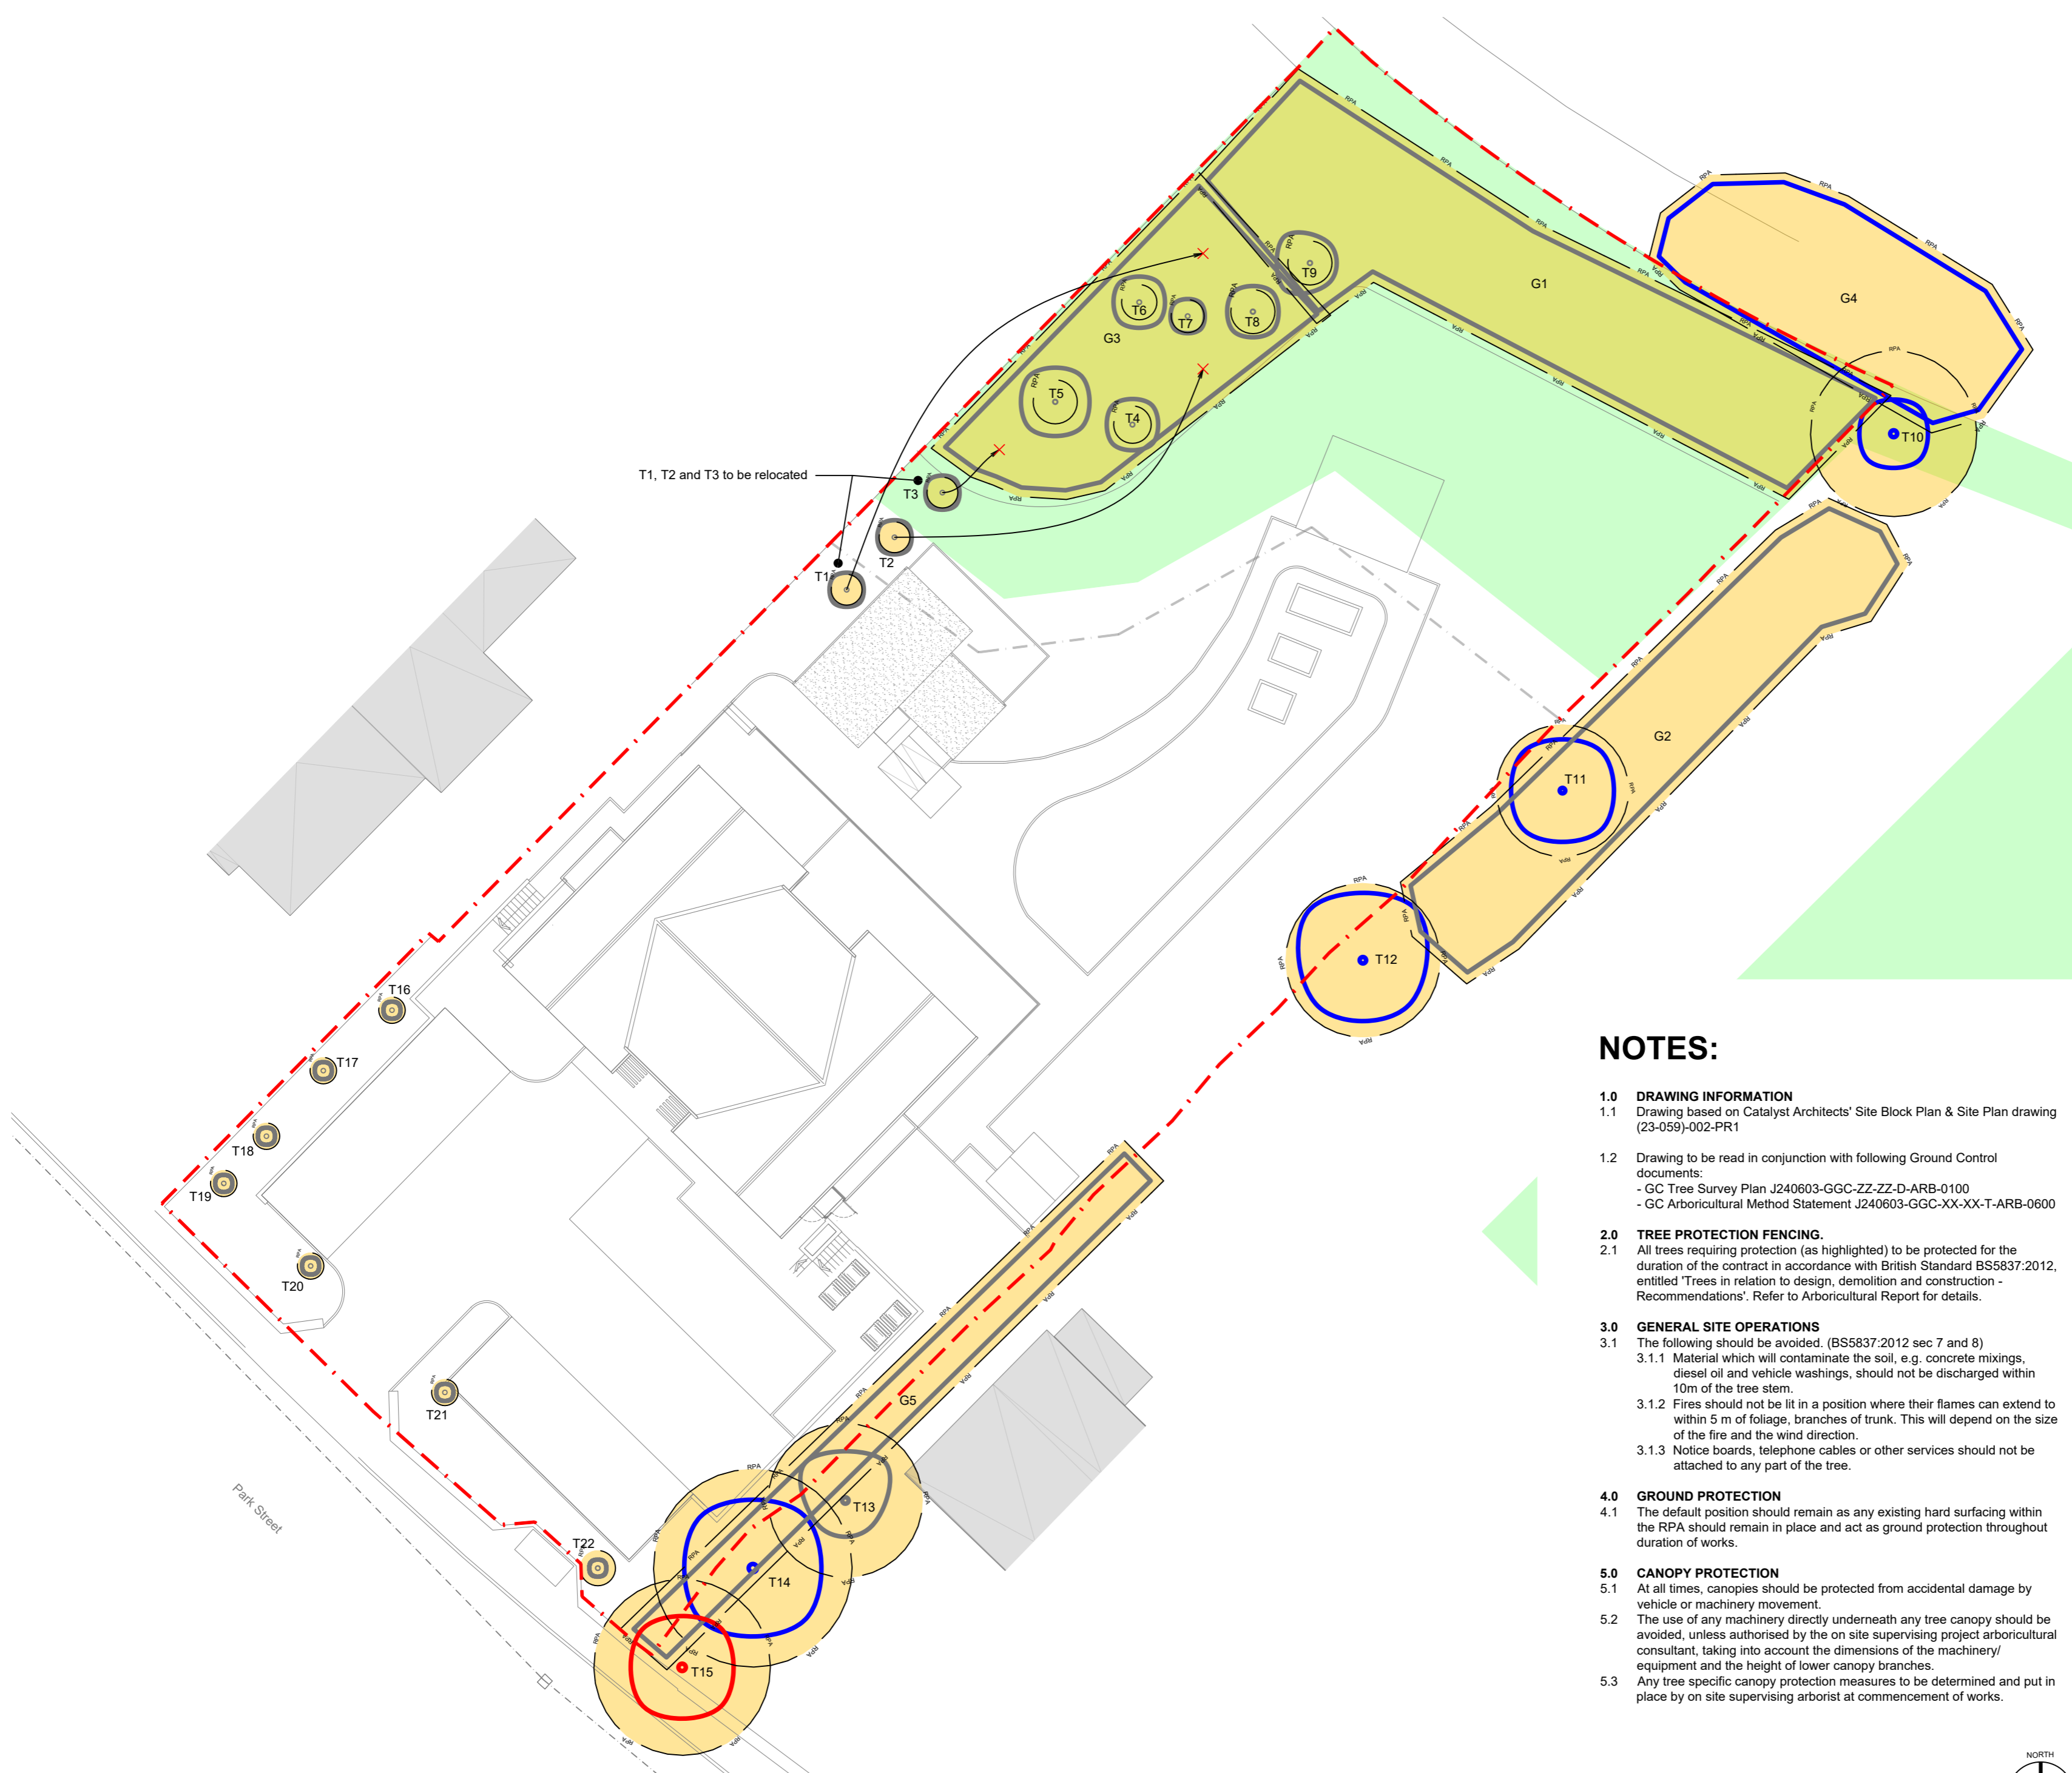 RPA
G1
G4
T9
T6
T7
T8
G3
T5
T4
T10
T1, T2 and T3 to be relocated
T3
T2
T1
G2
T11
T12
T16
T17
T18
T19
T20
T21
T22
G5
T13
T14
T15
Park Street
NOTES:
1.0 DRAWING INFORMATION
1.1 Drawing based on Catalyst Architects' Site Block Plan & Site Plan drawing
(23-059)-002-PR1
1.2 Drawing to be read in conjunction with following Ground Control
documents:
- GC Tree Survey Plan J240603-GGC-ZZ-ZZ-D-ARB-0100
- GC Arboricultural Method Statement J240603-GGC-XX-XX-T-ARB-0600
2.0 TREE PROTECTION FENCING.
2.1 All trees requiring protection (as highlighted) to be protected for the
duration of the contract in accordance with British Standard BS5837:2012,
entitled 'Trees in relation to design, demolition and construction -
Recommendations'. Refer to Arboricultural Report for details.
3.0 GENERAL SITE OPERATIONS
3.1 The following should be avoided. (BS5837:2012 sec 7 and 8)
3.1.1 Material which will contaminate the soil, e.g. concrete mixings,
diesel oil and vehicle washings, should not be discharged within
10m of the tree stem.
3.1.2 Fires should not be lit in a position where their flames can extend to
within 5 m of foliage, branches of trunk. This will depend on the size
of the fire and the wind direction.
3.1.3 Notice boards, telephone cables or other services should not be
attached to any part of the tree.
4.0 GROUND PROTECTION
4.1 The default position should remain as any existing hard surfacing within
the RPA should remain in place and act as ground protection throughout
duration of works.
5.0 CANOPY PROTECTION
5.1 At all times, canopies should be protected from accidental damage by
vehicle or machinery movement.
5.2 The use of any machinery directly underneath any tree canopy should be
avoided, unless authorised by the on site supervising project arboricultural
consultant, taking into account the dimensions of the machinery/
equipment and the height of lower canopy branches.
5.3 Any tree specific canopy protection measures to be determined and put in
place by on site supervising arborist at commencement of works.
NORTH